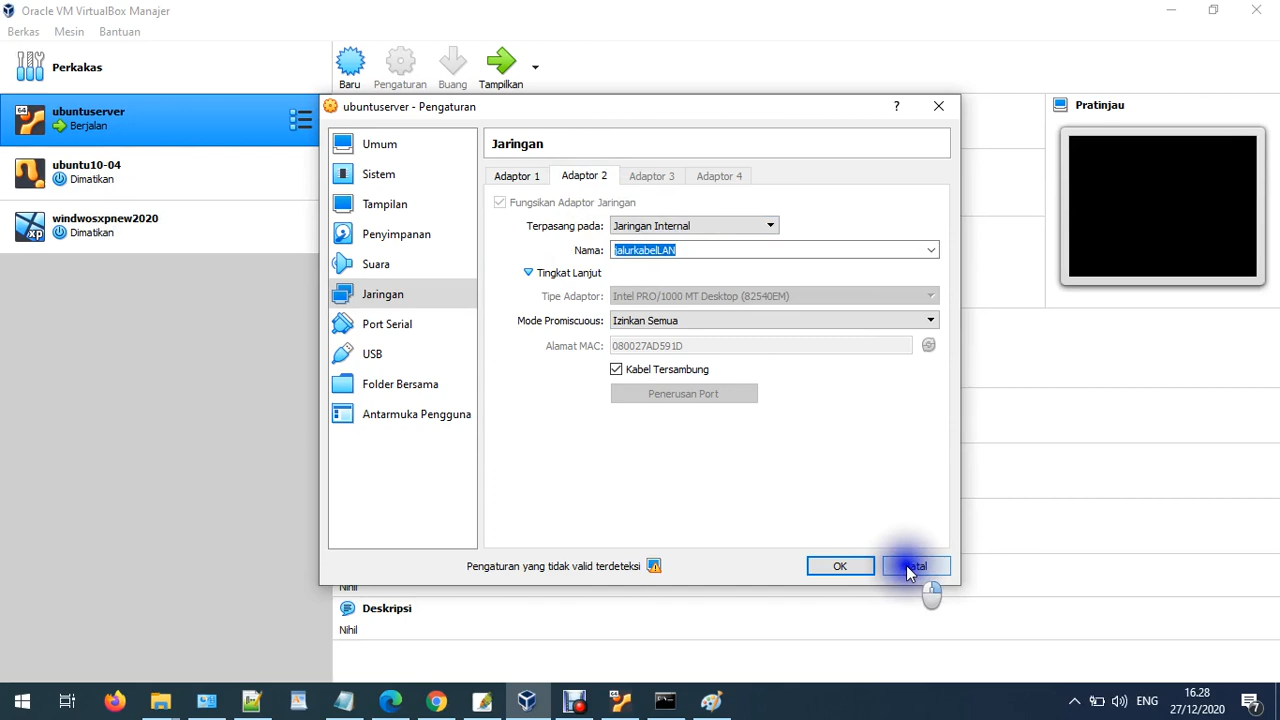 Oracle VM VirtualBox Manajer
Berkas Mesin Bantuan
Perkakas
Baru Pengaturan Buang Tampilkan
64
ubuntuserver
Berjalan
ubuntu10-04
Dimatikan
xp
windwosxpnew2020
Dimatikan
Pratinjau
ubuntuserver - Pengaturan
?
Umum
Sistem
Tampilan
Penyimpanan
Suara
Jaringan
Port Serial
USB
Folder Bersama
Antarmuka Pengguna
Jaringan
Adaptor 1 Adaptor 2 Adaptor 3 Adaptor 4
Fungsikan Adaptor Jaringan
Terpasang pada: Jaringan Internal
Nama: jalurkabelLAN
Tingkat Lanjut
Tipe Adaptor: Intel PRO/1000 MT Desktop (82540EM)
Mode Promiscuous: Izinkan Semua
Alamat MAC: 080027AD591D
Kabel Tersambung
Penerusan Port
Pengaturan yang tidak valid terdeteksi
OK
Nihil
Deskripsi
Nihil
ENG
16.28
27/12/2020
7